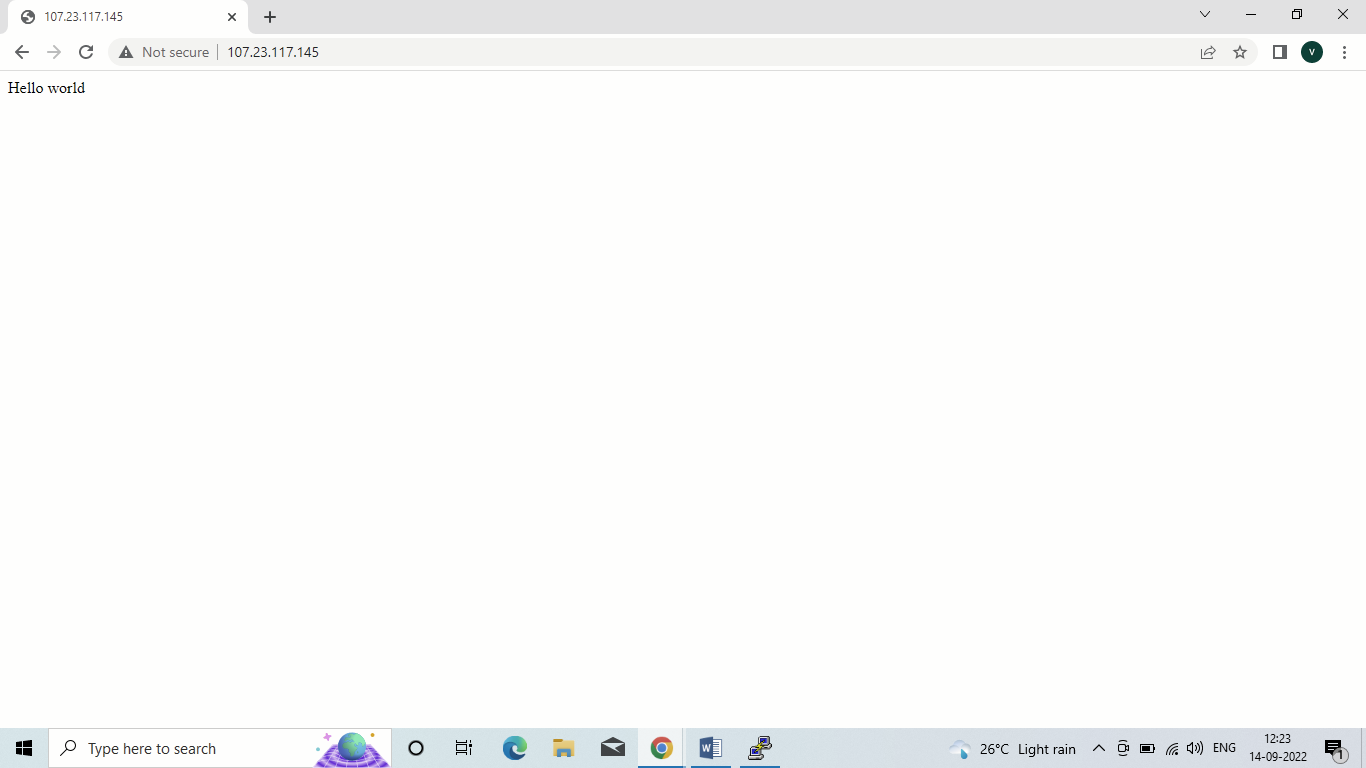 107.23.117.145
Not secure 107.23.117.145
V
Hello world
Type here to search
W
26°C Light rain
ENG
12:23
14-09-2022
1